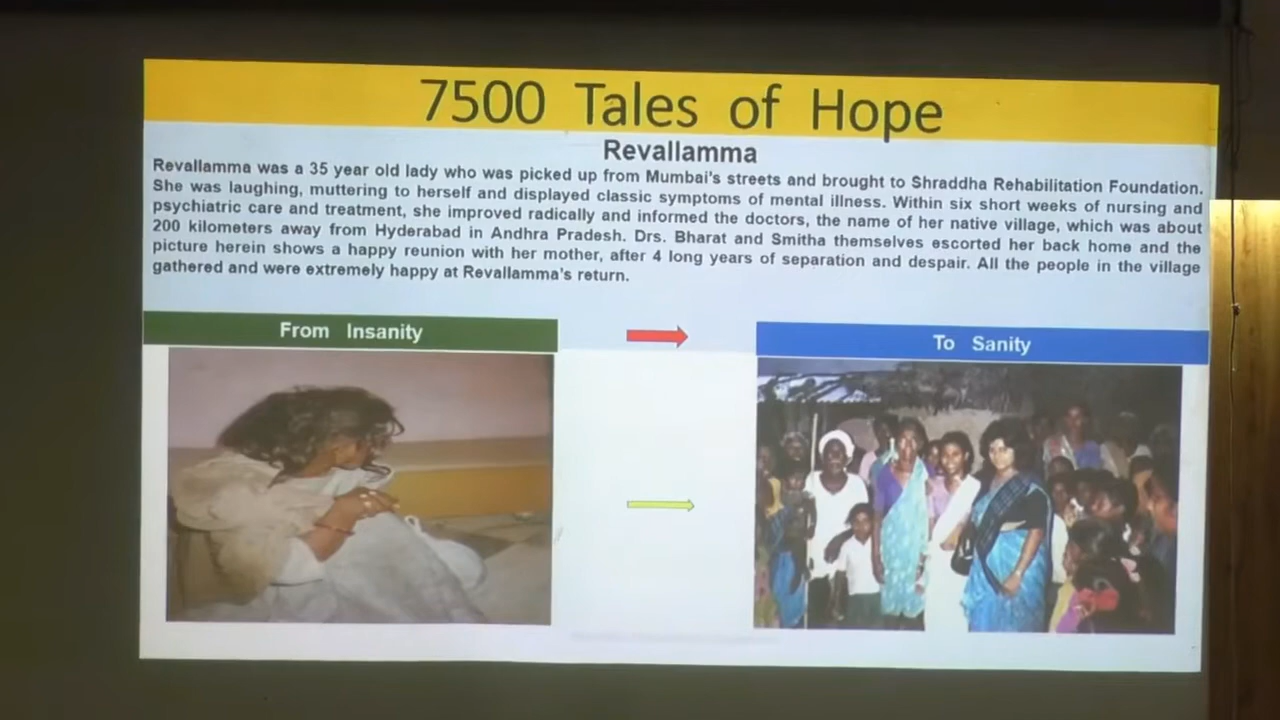 7500 Tales of Hope
Revallamma
Revallamma was a 35 year old lady who was picked up from Mumbai's streets and brought to Shraddha Rehabilitation Foundation.
She was laughing, muttering to herself and displayed classic symptoms of mental illness. Within six short weeks of nursing and
psychiatric care and treatment, she improved radically and informed the doctors, the name of her native village, which was about
200 kilometers away from Hyderabad in Andhra Pradesh. Drs. Bharat and Smitha themselves escorted her back home and the
picture herein shows a happy reunion with her mother, after 4 long years of separation and despair. All the people in the village
gathered and were extremely happy at Revallamma's return.
From Insanity
To Sanity